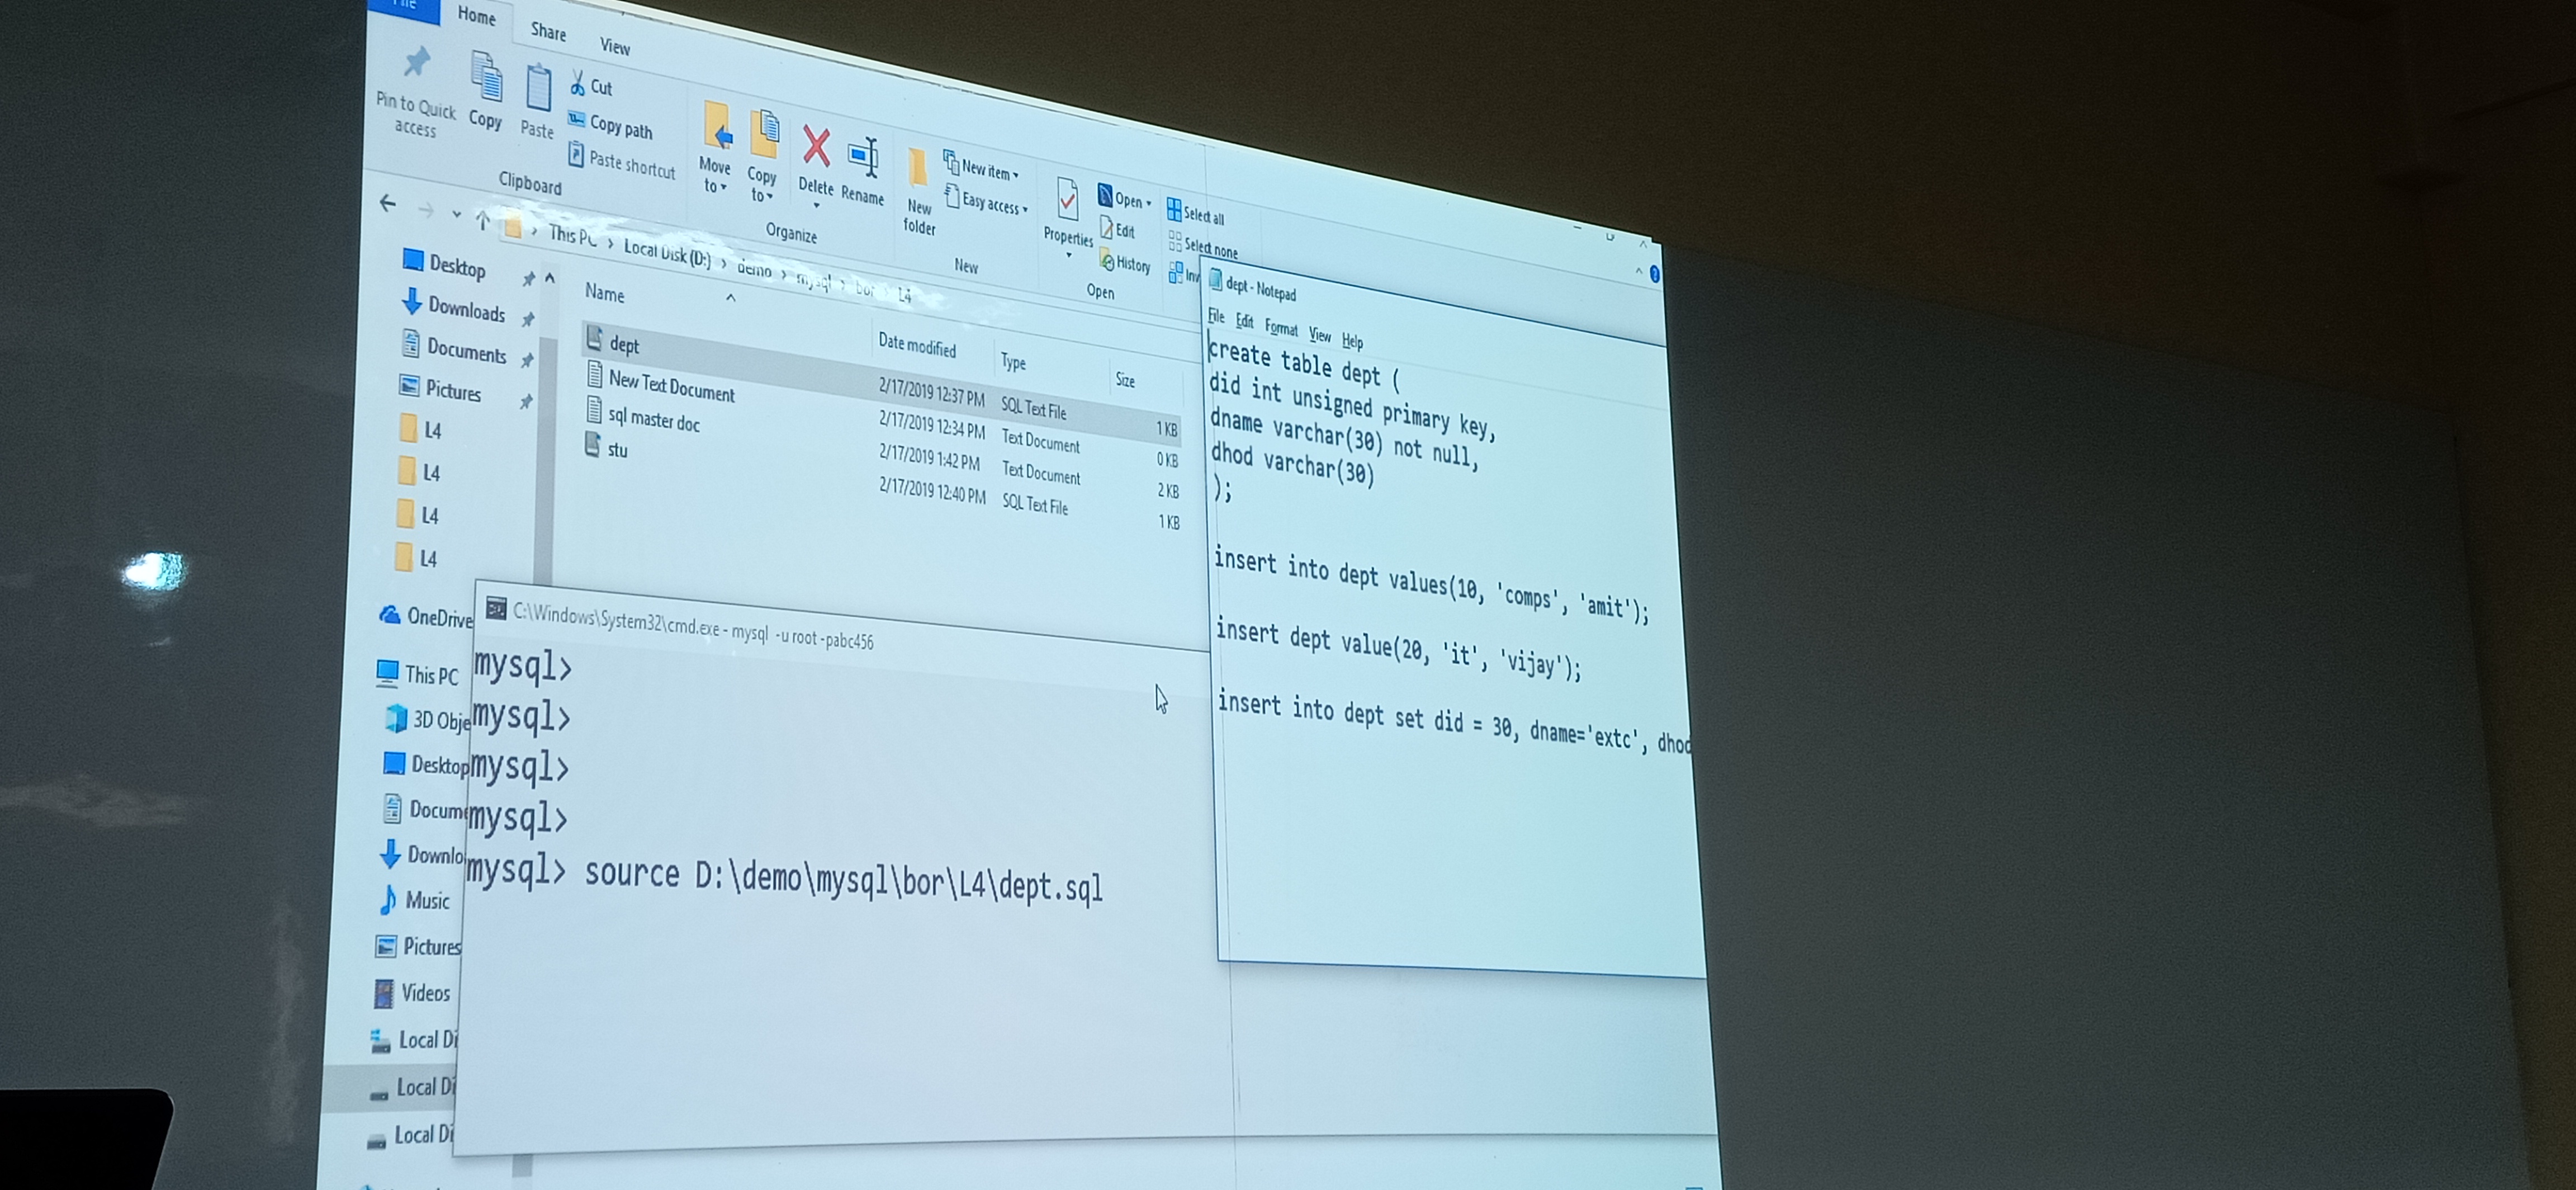 File
Home
Share
View
Pin to Quick
access
Copy
Paste
Cut
Copy path
Paste shortcut
Clipboard
Move
to
Copy
to
Delete
Rename
Organize
New
folder
New item
Easy access
New
Properties
Open
Edit
History
Open
Select all
Select none
Inv
This PC > Local Disk (D:) > demo > mysql > bor > L4
Desktop
Downloads
Documents
Pictures
L4
L4
L4
L4
OneDrive
This PC
3D Obje
Desktop
Docum
Downlo
Music
Pictures
Videos
Local Di
Local Di
Local Di
Name
Date modified
Type
Size
dept 2/17/2019 12:37 PM SQL Text File 1 KB
New Text Document 2/17/2019 12:34 PM Text Document 0 KB
sql master doc 2/17/2019 1:42 PM Text Document 2 KB
stu 2/17/2019 12:40 PM SQL Text File 1 KB
C:\Windows\System32\cmd.exe - mysql -u root -pabc456
mysql>
mysql>
mysql>
mysql>
mysql> source D:\demo\mysql\bor\L4\dept.sql
dept - Notepad
File Edit Format View Help
create table dept (
did int unsigned primary key,
dname varchar(30) not null,
dhod varchar(30)
);
insert into dept values(10, 'comps', 'amit');
insert dept value(20, 'it', 'vijay');
insert into dept set did = 30, dname='extc', dhod